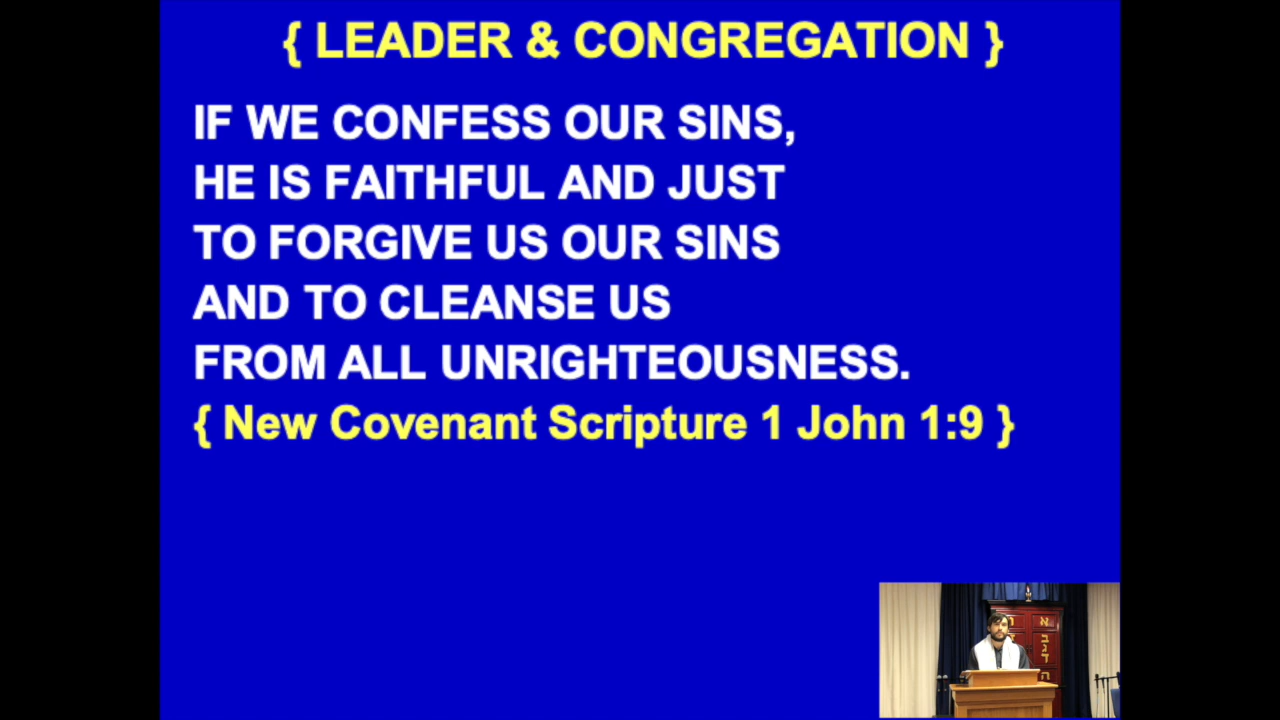 { LEADER & CONGREGATION }
IF WE CONFESS OUR SINS,
HE IS FAITHFUL AND JUST
TO FORGIVE US OUR SINS
AND TO CLEANSE US
FROM ALL UNRIGHTEOUSNESS.
{ New Covenant Scripture 1 John 1:9 }
א
ב
ג
ד
ה